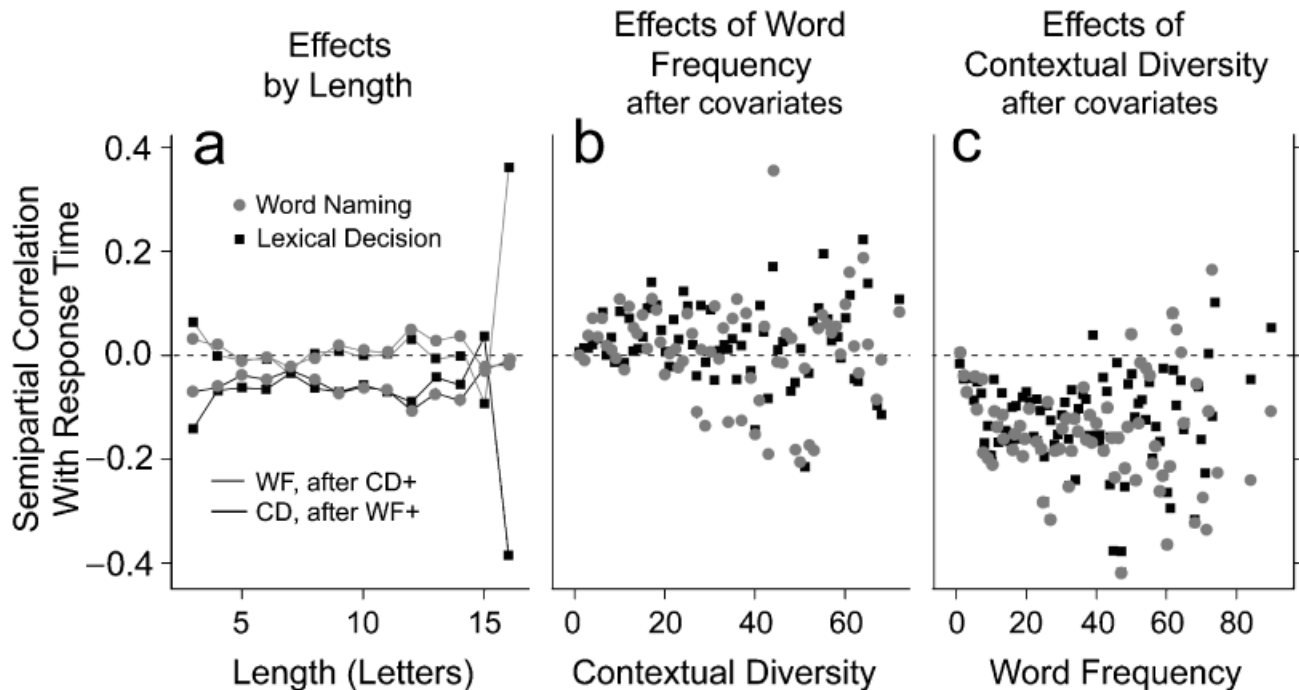 Effects
by Length
Effects of Word
Frequency
after covariates
Effects of
Contextual Diversity
after covariates
a
b
c
Semipartial Correlation
With Response Time
0.4
0.2
0.0
−0.2
−0.4
Word Naming
Lexical Decision
WF, after CD+
CD, after WF+
5
10
15
0
20
40
60
0
20
40
60
80
Length (Letters)
Contextual Diversity
Word Frequency